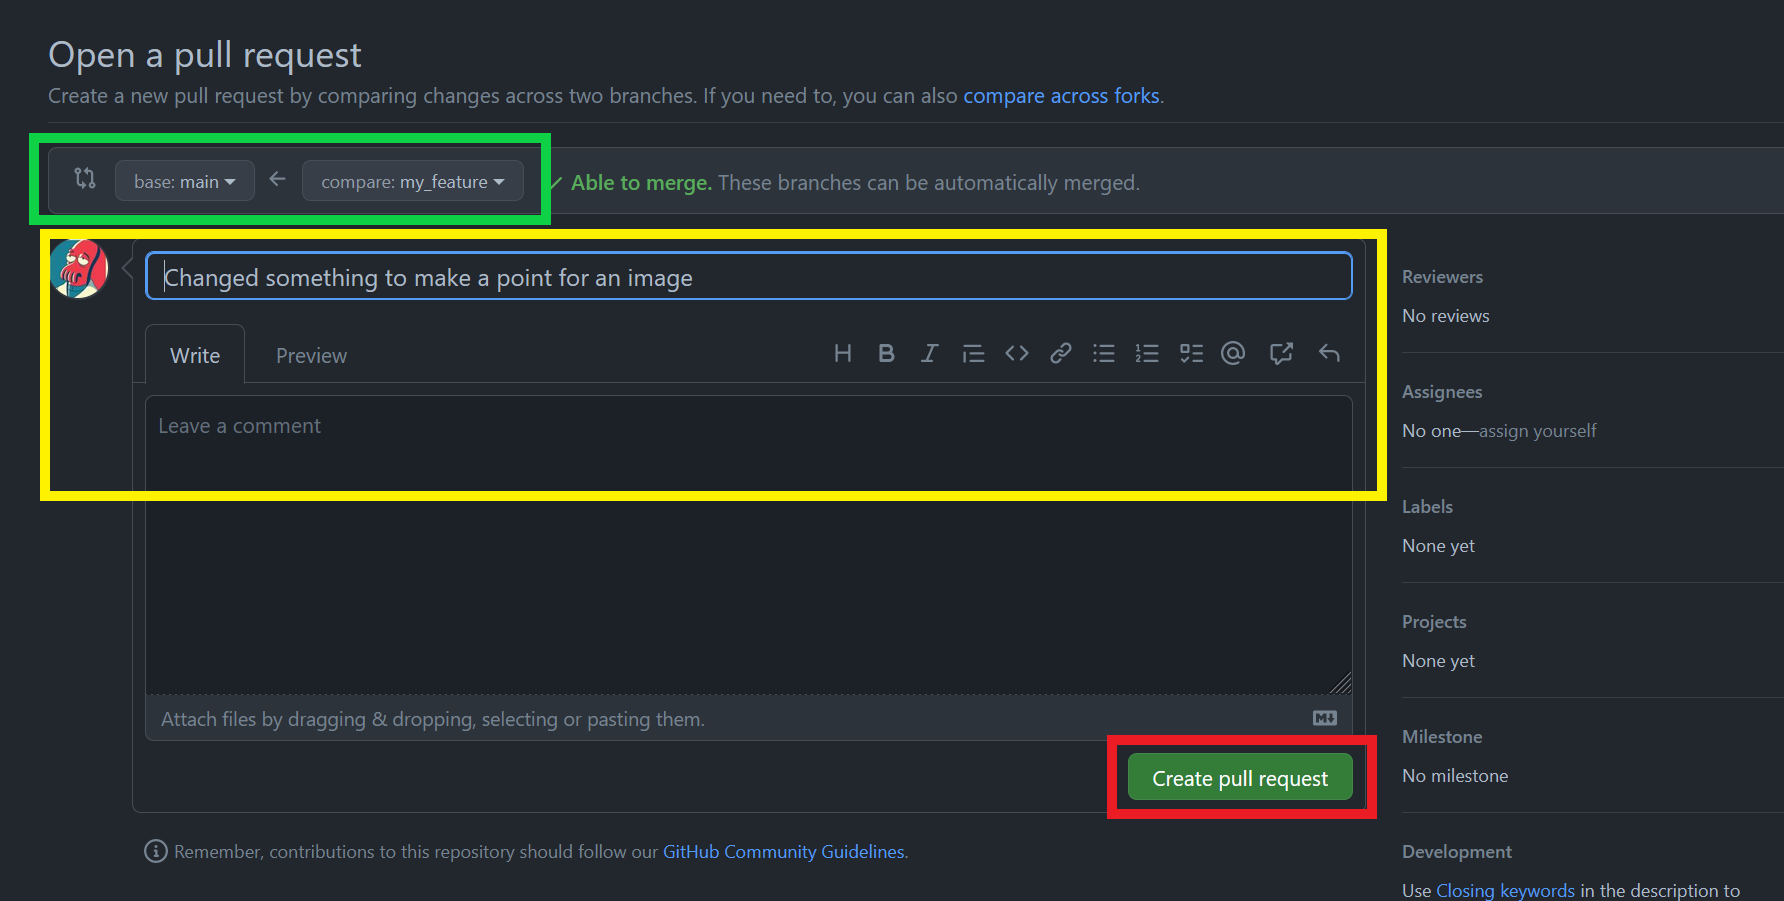 Open a pull request
Create a new pull request by comparing changes across two branches. If you need to, you can also compare across forks.
base: main compare: my_feature Able to merge. These branches can be automatically merged.
Changed something to make a point for an image
Write Preview
Leave a comment
Attach files by dragging & dropping, selecting or pasting them.
Create pull request
Remember, contributions to this repository should follow our GitHub Community Guidelines.
Reviewers
No reviews
Assignees
No one—assign yourself
Labels
None yet
Projects
None yet
Milestone
No milestone
Development
Use Closing keywords in the description to